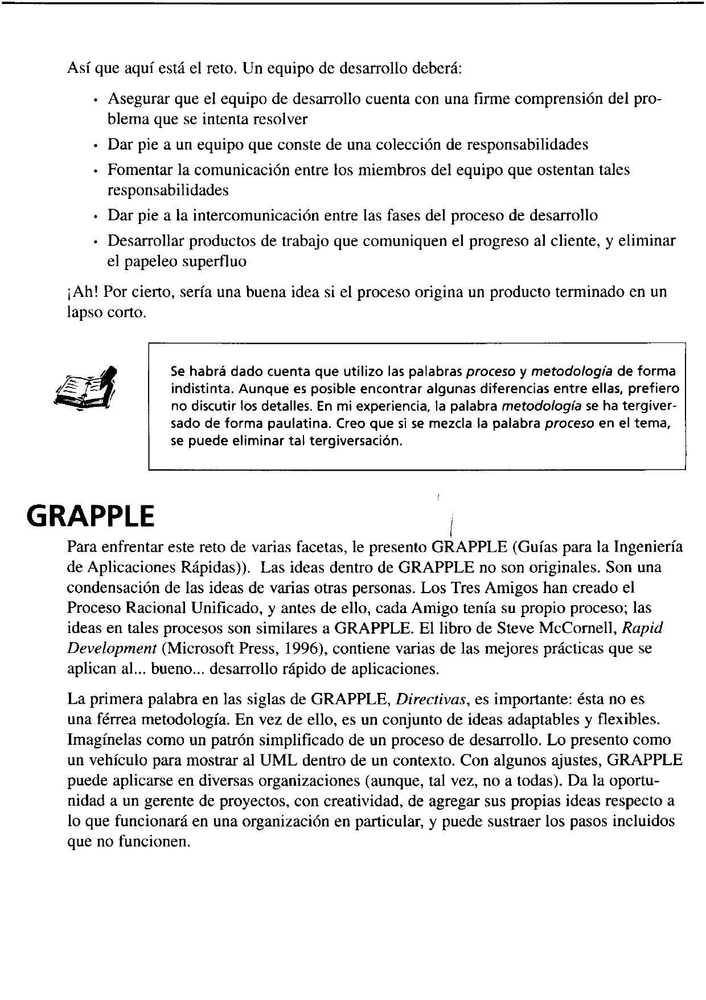 Así que aquí está el reto. Un equipo de desarrollo deberá:
· Asegurar que el equipo de desarrollo cuenta con una firme comprensión del pro-
blema que se intenta resolver
· Dar pie a un equipo que conste de una colección de responsabilidades
· Fomentar la comunicación entre los miembros del equipo que ostentan tales
responsabilidades
· Dar pie a la intercomunicación entre las fases del proceso de desarrollo
· Desarrollar productos de trabajo que comuniquen el progreso al cliente, y eliminar
el papeleo superfluo
¡Ah! Por cierto, sería una buena idea si el proceso origina un producto terminado en un
lapso corto.
Se habrá dado cuenta que utilizo las palabras proceso y metodología de forma
indistinta. Aunque es posible encontrar algunas diferencias entre ellas, prefiero
no discutir los detalles. En mi experiencia, la palabra metodología se ha tergiver-
sado de forma paulatina. Creo que si se mezcla la palabra proceso en el tema,
se puede eliminar tal tergiversación.
GRAPPLE
Para enfrentar este reto de varias facetas, le presento GRAPPLE (Guías para la Ingeniería
de Aplicaciones Rápidas)). Las ideas dentro de GRAPPLE no son originales. Son una
condensación de las ideas de varias otras personas. Los Tres Amigos han creado el
Proceso Racional Unificado, y antes de ello, cada Amigo tenía su propio proceso; las
ideas en tales procesos son similares a GRAPPLE. El libro de Steve McCornell, Rapid
Development (Microsoft Press, 1996), contiene varias de las mejores prácticas que se
aplican al... bueno... desarrollo rápido de aplicaciones.
La primera palabra en las siglas de GRAPPLE, Directivas, es importante: ésta no es
una férrea metodología. En vez de ello, es un conjunto de ideas adaptables y flexibles.
Imagínelas como un patrón simplificado de un proceso de desarrollo. Lo presento como
un vehículo para mostrar al UML dentro de un contexto. Con algunos ajustes, GRAPPLE
puede aplicarse en diversas organizaciones (aunque, tal vez, no a todas). Da la oportu-
nidad a un gerente de proyectos, con creatividad, de agregar sus propias ideas respecto a
lo que funcionará en una organización en particular, y puede sustraer los pasos incluidos
que no funcionen.